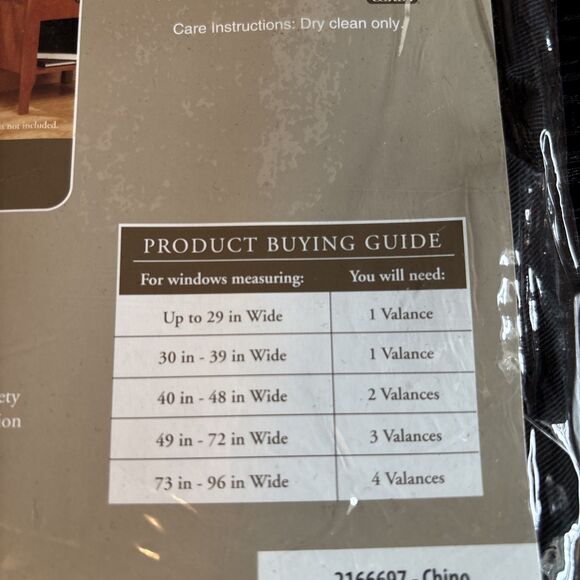 Care Instructions: Dry clean only.
is not included.
PRODUCT BUYING GUIDE
For windows measuring: You will need:
Up to 29 in Wide 1 Valance
30 in - 39 in Wide 1 Valance
40 in - 48 in Wide 2 Valances
49 in - 72 in Wide 3 Valances
73 in - 96 in Wide 4 Valances
2166697 - Chino